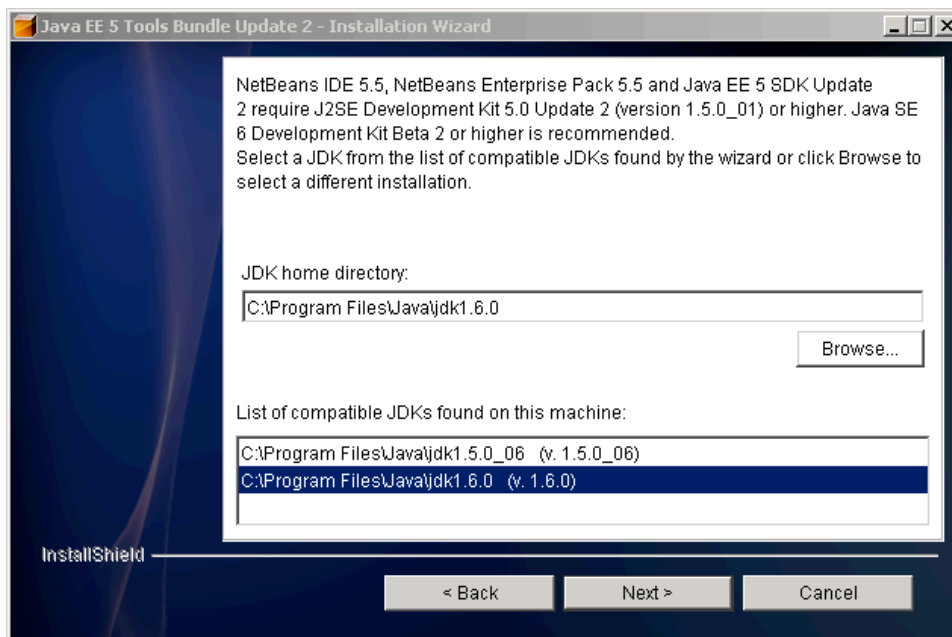 Java EE 5 Tools Bundle Update 2 - Installation Wizard
NetBeans IDE 5.5, NetBeans Enterprise Pack 5.5 and Java EE 5 SDK Update
2 require J2SE Development Kit 5.0 Update 2 (version 1.5.0_01) or higher. Java SE
6 Development Kit Beta 2 or higher is recommended.
Select a JDK from the list of compatible JDKs found by the wizard or click Browse to
select a different installation.
JDK home directory:
C:\Program Files\Java\jdk1.6.0
Browse...
List of compatible JDKs found on this machine:
C:\Program Files\Java\jdk1.5.0_06 (v. 1.5.0_06)
C:\Program Files\Java\jdk1.6.0 (v. 1.6.0)
InstallShield
< Back
Next >
Cancel